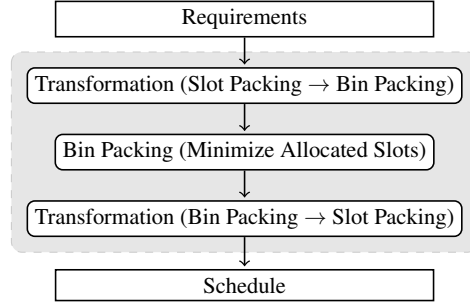 Requirements
Transformation (Slot Packing → Bin Packing)
Bin Packing (Minimize Allocated Slots)
Transformation (Bin Packing → Slot Packing)
Schedule